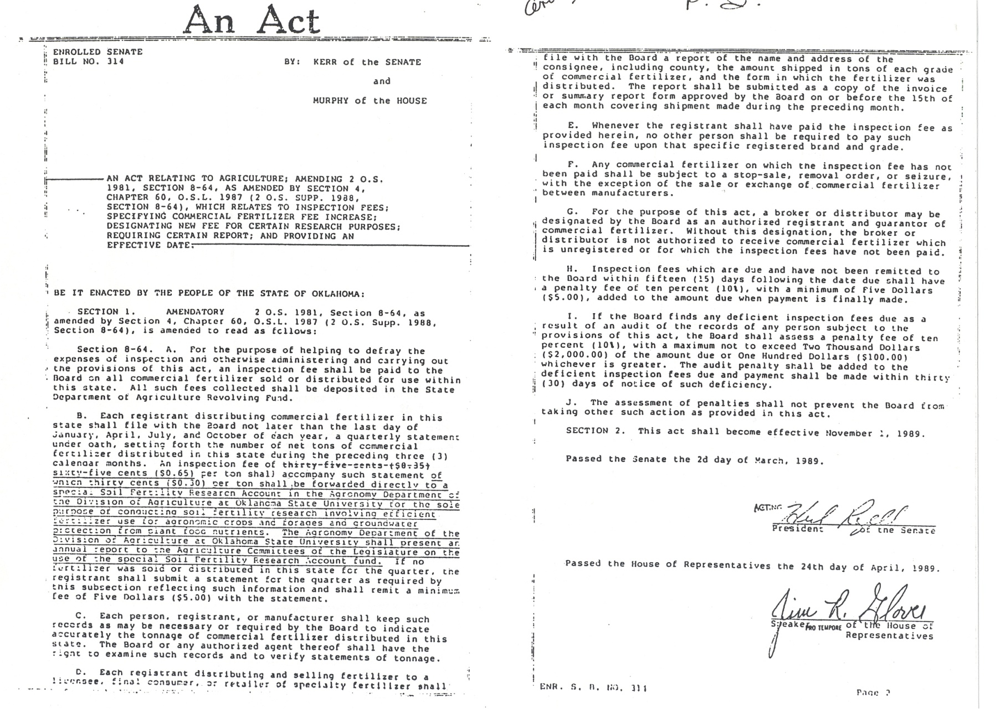 An Act
ENROLLED SENATE
BILL NO. 314
BY: KERR of the SENATE
and
MURPHY of the HOUSE
AN ACT RELATING TO AGRICULTURE; AMENDING 2 O.S.
1981, SECTION 8-64, AS AMENDED BY SECTION 4,
CHAPTER 60, O.S.L. 1987 (2 O.S. SUPP. 1988,
SECTION 8-64), WHICH RELATES TO INSPECTION FEES;
SPECIFYING COMMERCIAL FERTILIZER FEE INCREASE;
DESIGNATING NEW FEE FOR CERTAIN RESEARCH PURPOSES;
REQUIRING CERTAIN REPORT; AND PROVIDING AN
EFFECTIVE DATE.
BE IT ENACTED BY THE PEOPLE OF THE STATE OF OKLAHOMA:
SECTION 1. AMENDATORY 2 O.S. 1981, Section 8-64, as
amended by Section 4, Chapter 60, O.S.L. 1987 (2 O.S. Supp. 1988,
Section 8-64), is amended to read as follows:
Section 8-64. A. For the purpose of helping to defray the
expenses of inspection and otherwise administering and carrying out
the provisions of this act, an inspection fee shall be paid to the
Board on all commercial fertilizer sold or distributed for use within
this state. All such fees collected shall be deposited in the State
Department of Agriculture Revolving Fund.
B. Each registrant distributing commercial fertilizer in this
state shall file with the Board not later than the last day of
January, April, July, and October of each year, a quarterly statement
under oath, setting forth the number of net tons of commercial
fertilizer distributed in this state during the preceding three (3)
calendar months. An inspection fee of thirty-five-cents-($0.35)
sixty-five cents ($0.65) per ton shall accompany such statement of
which thirty cents ($0.30) per ton shall be forwarded directly to a
special Soil Fertility Research Account in the Agronomy Department of
the Division of Agriculture at Oklahoma State University for the sole
purpose of conducting soil fertility research involving efficient
fertilizer use for agronomic crops and forages and groundwater
protection from plant food nutrients. The Agronomy Department of the
Division of Agriculture at Oklahoma State University shall present an
annual report to the Agriculture Committees of the Legislature on the
use of the special Soil Fertility Research Account fund. If no
fertilizer was sold or distributed in this state for the quarter, the
registrant shall submit a statement for the quarter as required by
this subsection reflecting such information and shall remit a minimum
fee of Five Dollars ($5.00) with the statement.
C. Each person, registrant, or manufacturer shall keep such
records as may be necessary or required by the Board to indicate
accurately the tonnage of commercial fertilizer distributed in this
state. The Board or any authorized agent thereof shall have the
right to examine such records and to verify statements of tonnage.
D. Each registrant distributing and selling fertilizer to a
licensee, final consumer, or retailer of specialty fertilizer shall
file with the Board a report of the name and address of the
consignee, including county, the amount shipped in tons of each grade
of commercial fertilizer, and the form in which the fertilizer was
distributed. The report shall be submitted as a copy of the invoice
or summary report form approved by the Board on or before the 15th of
each month covering shipment made during the preceding month.
E. Whenever the registrant shall have paid the inspection fee as
provided herein, no other person shall be required to pay such
inspection fee upon that specific registered brand and grade.
F. Any commercial fertilizer on which the inspection fee has not
been paid shall be subject to a stop-sale, removal order, or seizure,
with the exception of the sale or exchange of commercial fertilizer
between manufacturers.
G. For the purpose of this act, a broker or distributor may be
designated by the Board as an authorized registrant and guarantor of
commercial fertilizer. Without this designation, the broker or
distributor is not authorized to receive commercial fertilizer which
is unregistered or for which the inspection fees have not been paid.
H. Inspection fees which are due and have not been remitted to
the Board within fifteen (15) days following the date due shall have
a penalty fee of ten percent (10%), with a minimum of Five Dollars
($5.00), added to the amount due when payment is finally made.
I. If the Board finds any deficient inspection fees due as a
result of an audit of the records of any person subject to the
provisions of this act, the Board shall assess a penalty fee of ten
percent (10%), with a maximum not to exceed Two Thousand Dollars
($2,000.00) of the amount due or One Hundred Dollars ($100.00)
whichever is greater. The audit penalty shall be added to the
deficient inspection fees due and payment shall be made within thirty
(30) days of notice of such deficiency.
J. The assessment of penalties shall not prevent the Board from
taking other such action as provided in this act.
SECTION 2. This act shall become effective November 1, 1989.
Passed the Senate the 2d day of March, 1989.
ACTING
President of the Senate
Passed the House of Representatives the 24th day of April, 1989.
Jim R. Glover
Speaker PRO TEMPORE of the House of
Representatives
ENR. S. B. NO. 314
Page 2